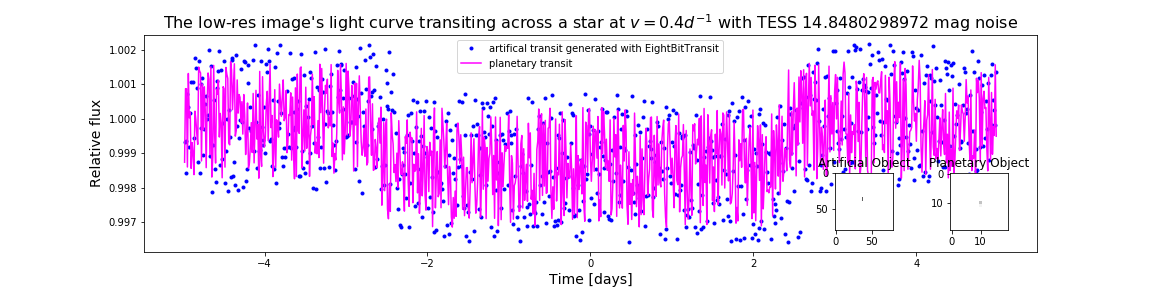 The low-res image's light curve transiting across a star at v = 0.4d⁻¹ with TESS 14.8480298972 mag noise
artifical transit generated with EightBitTransit
planetary transit
Relative flux
1.002
1.001
1.000
0.999
0.998
0.997
Artificial Object
0
50
0 50
Planetary Object
0
10
0 10
−4 −2 0 2 4
Time [days]